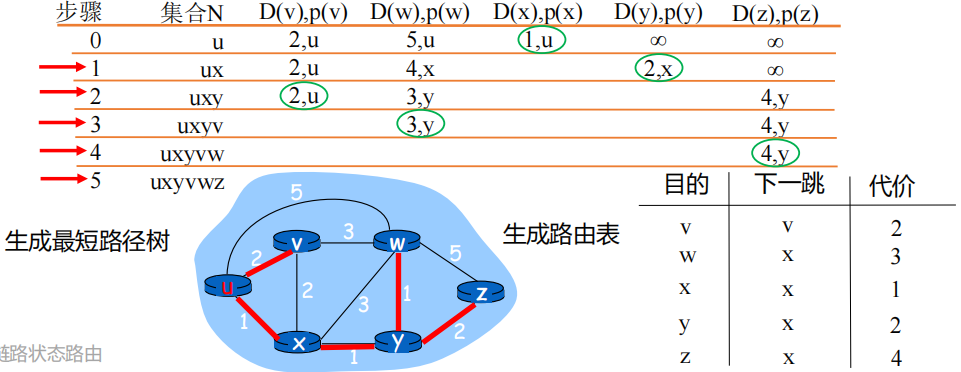 步骤 集合N D(v),p(v) D(w),p(w) D(x),p(x) D(y),p(y) D(z),p(z)
0 u 2,u 5,u 1,u ∞ ∞
1 ux 2,u 4,x 2,x ∞
2 uxy 2,u 3,y 4,y
3 uxyv 3,y 4,y
4 uxyvw 4,y
5 uxyvwz
生成最短路径树
5
v
3
w
2
5
u
2
3
1
z
1
2
x
1
y
生成路由表
目的 下一跳 代价
v v 2
w x 3
x x 1
y x 2
z x 4
链路状态路由